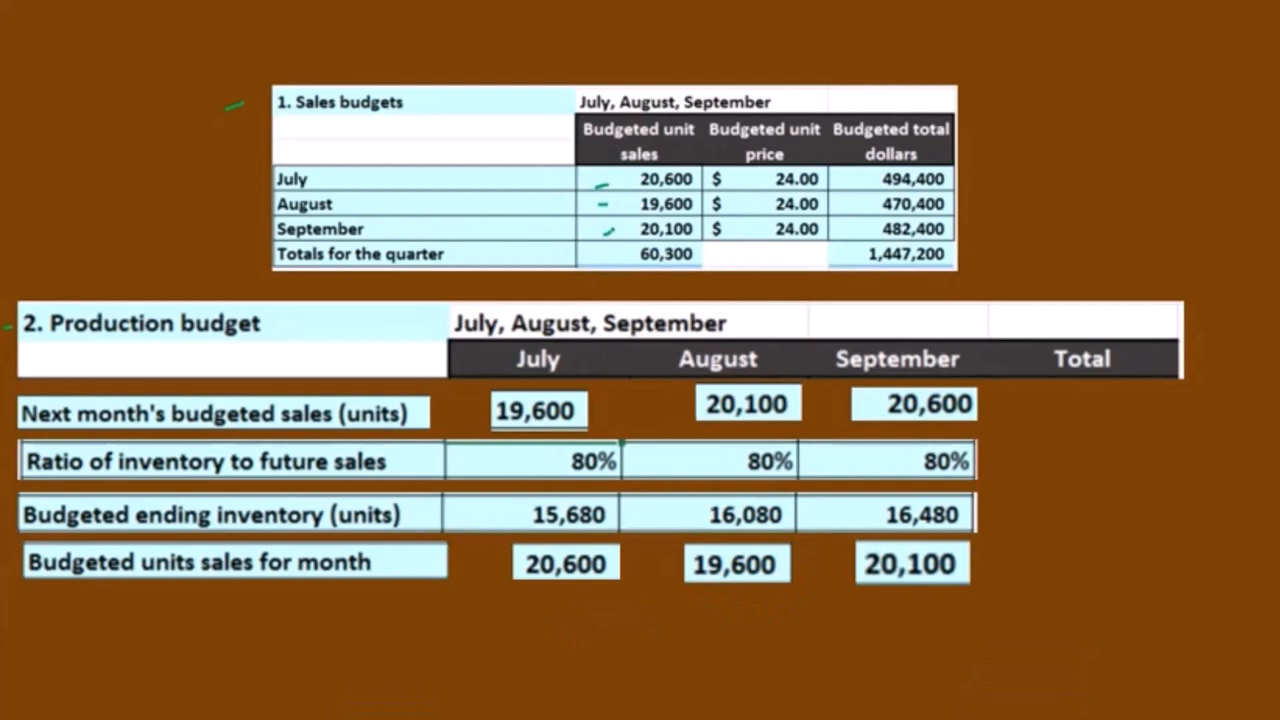 1. Sales budgets July, August, September
Budgeted unit sales Budgeted unit price Budgeted total dollars
July 20,600 $ 24.00 494,400
August 19,600 $ 24.00 470,400
September 20,100 $ 24.00 482,400
Totals for the quarter 60,300 1,447,200
2. Production budget July, August, September
July August September Total
Next month's budgeted sales (units) 19,600 20,100 20,600
Ratio of inventory to future sales 80% 80% 80%
Budgeted ending inventory (units) 15,680 16,080 16,480
Budgeted units sales for month 20,600 19,600 20,100